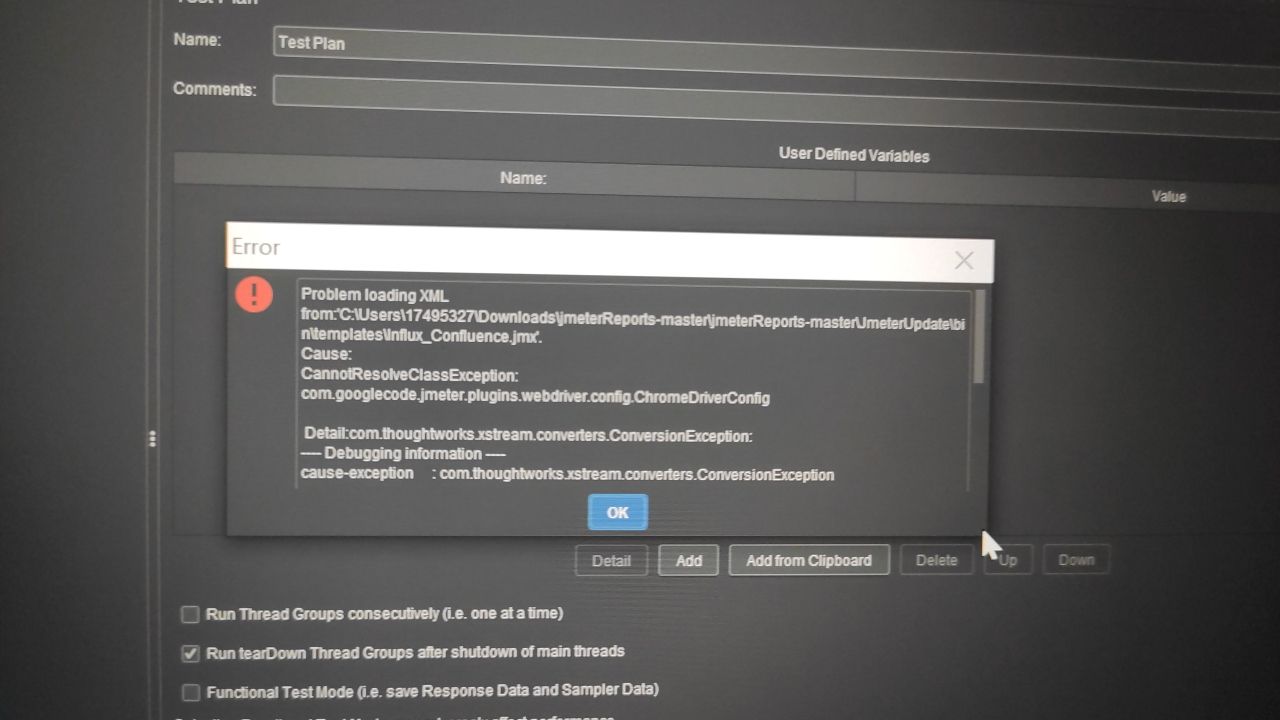 Test Plan
Name:
Test Plan
Comments:
User Defined Variables
Name:
Value
Error
Problem loading XML
from:'C:\Users\17495327\Downloads\jmeterReports-master\jmeterReports-master\JmeterUpdate\bi
n\templates\Influx_Confluence.jmx'.
Cause:
CannotResolveClassException:
com.googlecode.jmeter.plugins.webdriver.config.ChromeDriverConfig
Detail:com.thoughtworks.xstream.converters.ConversionException:
---- Debugging information ----
cause-exception : com.thoughtworks.xstream.converters.ConversionException
OK
Detail
Add
Add from Clipboard
Delete
Up
Down
Run Thread Groups consecutively (i.e. one at a time)
Run tearDown Thread Groups after shutdown of main threads
Functional Test Mode (i.e. save Response Data and Sampler Data)